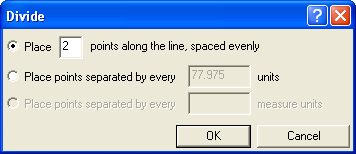 Divide
Place 2 points along the line, spaced evenly
Place points separated by every 77.975 units
Place points separated by every measure units
OK Cancel